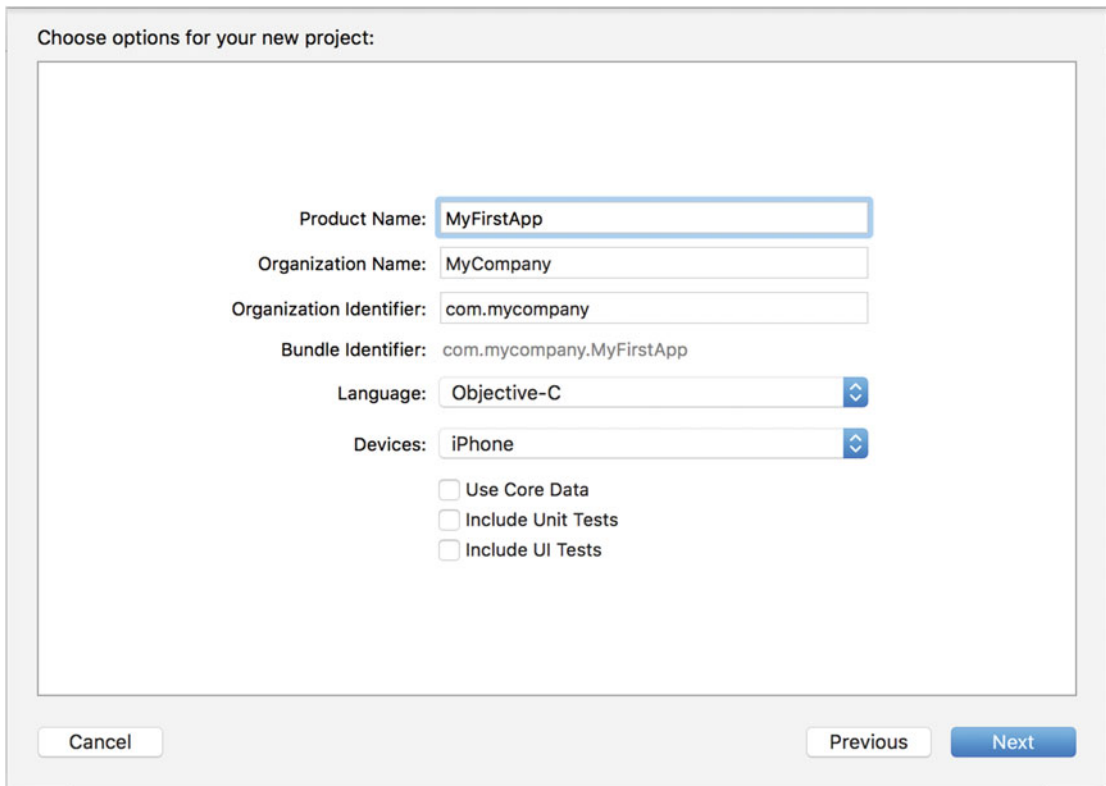 Choose options for your new project:
Product Name: MyFirstApp
Organization Name: MyCompany
Organization Identifier: com.mycompany
Bundle Identifier: com.mycompany.MyFirstApp
Language: Objective-C
Devices: iPhone
Use Core Data
Include Unit Tests
Include UI Tests
Cancel Previous Next